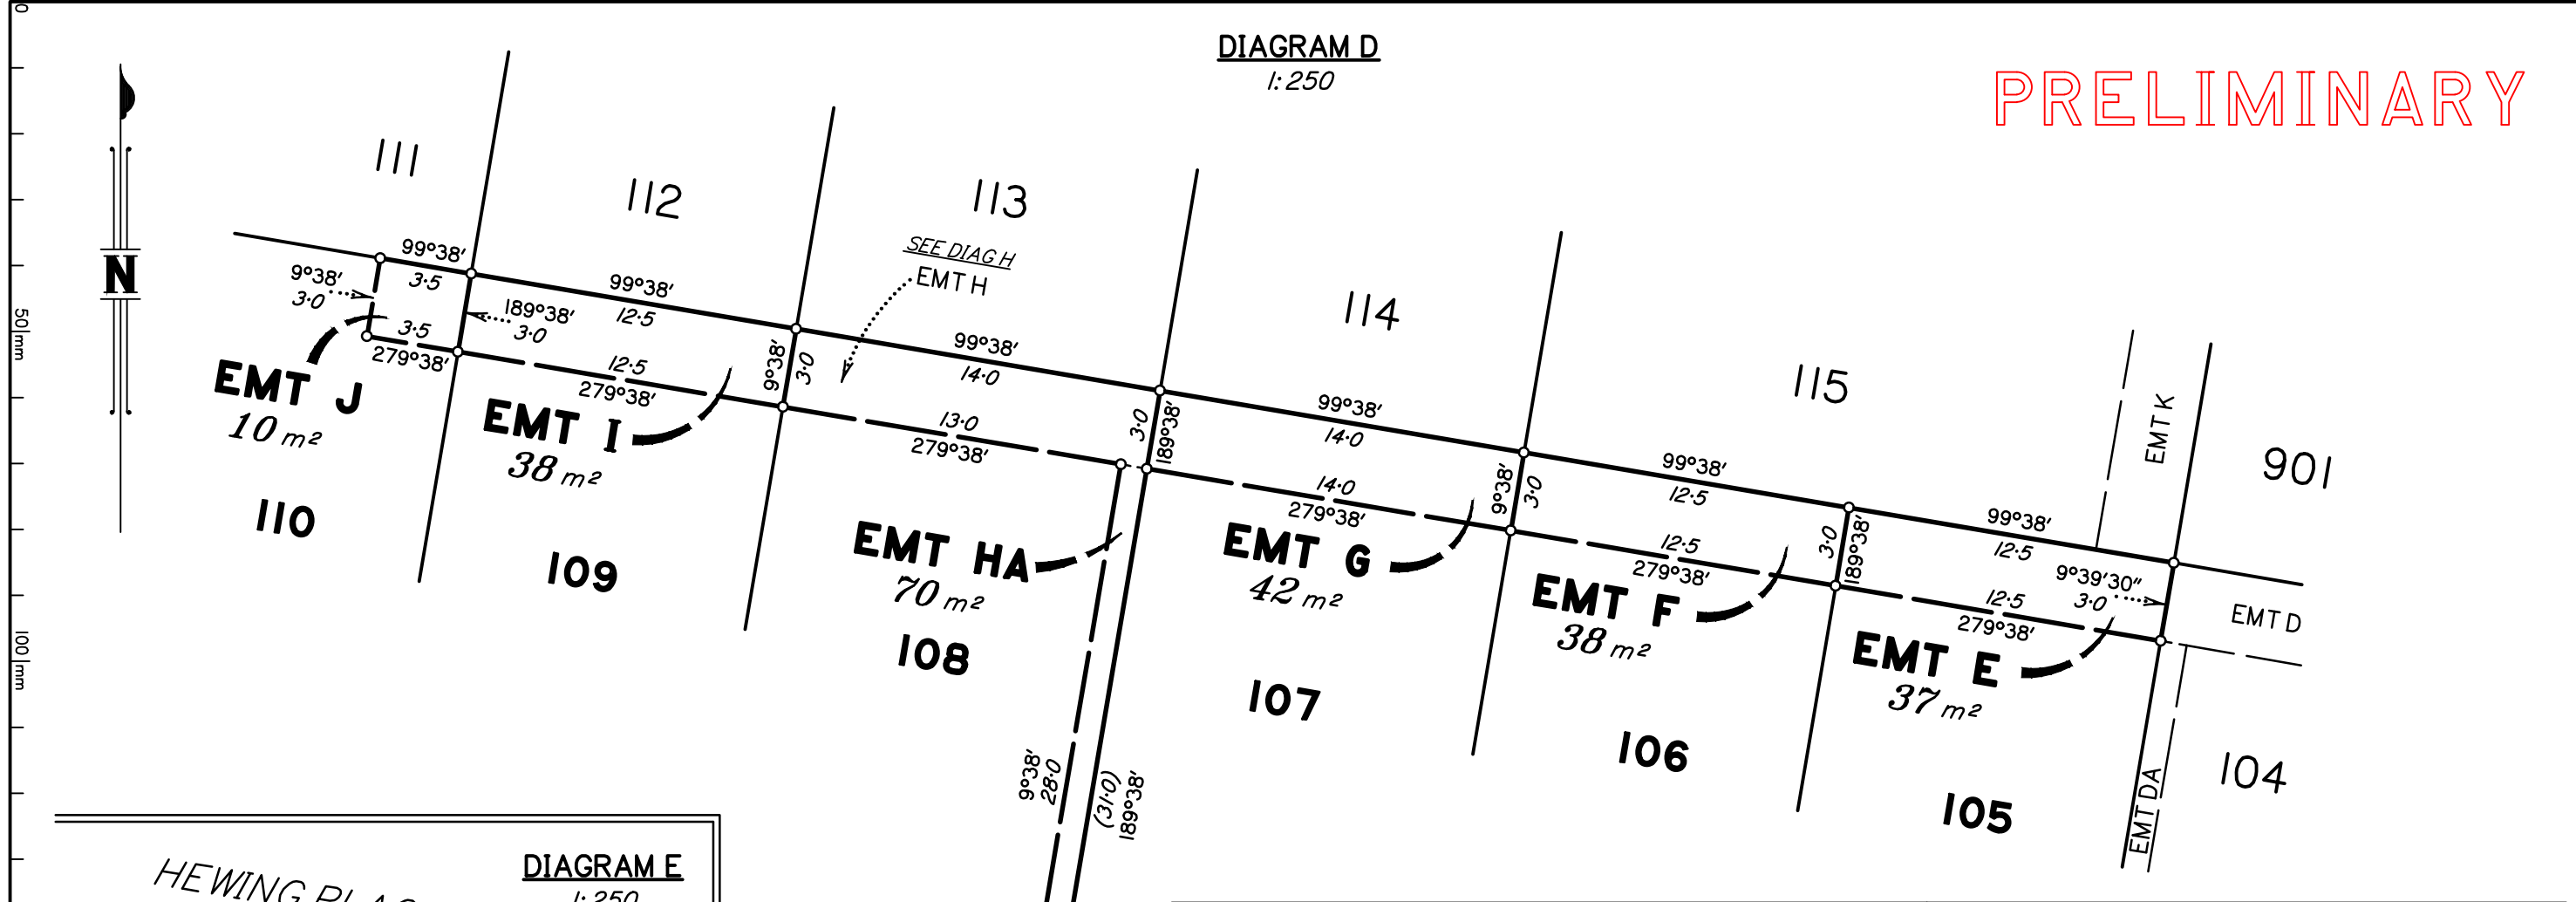 0
DIAGRAM D
1:250
PRELIMINARY
N
50 mm
100 mm
111
112
113
114
115
901
99°38'
3·5
9°38'
3·0
3·5
279°38'
189°38'
3·0
EMT J
10 m²
110
99°38'
12·5
12·5
279°38'
EMT I
38 m²
109
9°38'
3·0
SEE DIAG H
EMT H
99°38'
14·0
13·0
279°38'
3·0
189°38'
EMT HA
70 m²
108
9°38'
28·0
(31·0)
189°38'
99°38'
14·0
14·0
279°38'
EMT G
42 m²
107
9°38'
3·0
99°38'
12·5
12·5
279°38'
EMT F
38 m²
106
3·0
189°38'
99°38'
12·5
9°39'30"
3·0
12·5
279°38'
EMT E
37 m²
105
EMT K
EMT D
EMT DA
104
DIAGRAM E
1:250
HEWING PLAC